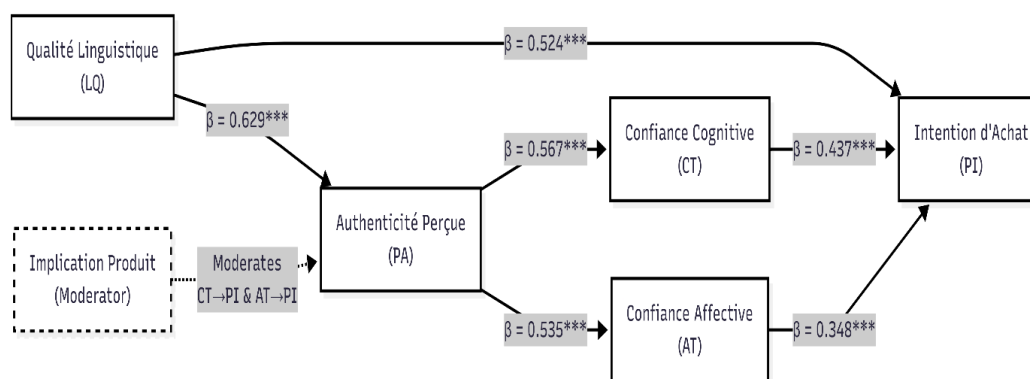 Qualité Linguistique
(LQ)
β = 0.524***
β = 0.629***
Confiance Cognitive
(CT)
β = 0.567***
β = 0.437***
Intention d'Achat
(PI)
Authenticité Perçue
(PA)
Implication Produit
(Moderator)
Moderates
CT→PI & AT→PI
β = 0.535***
Confiance Affective
(AT)
β = 0.348***